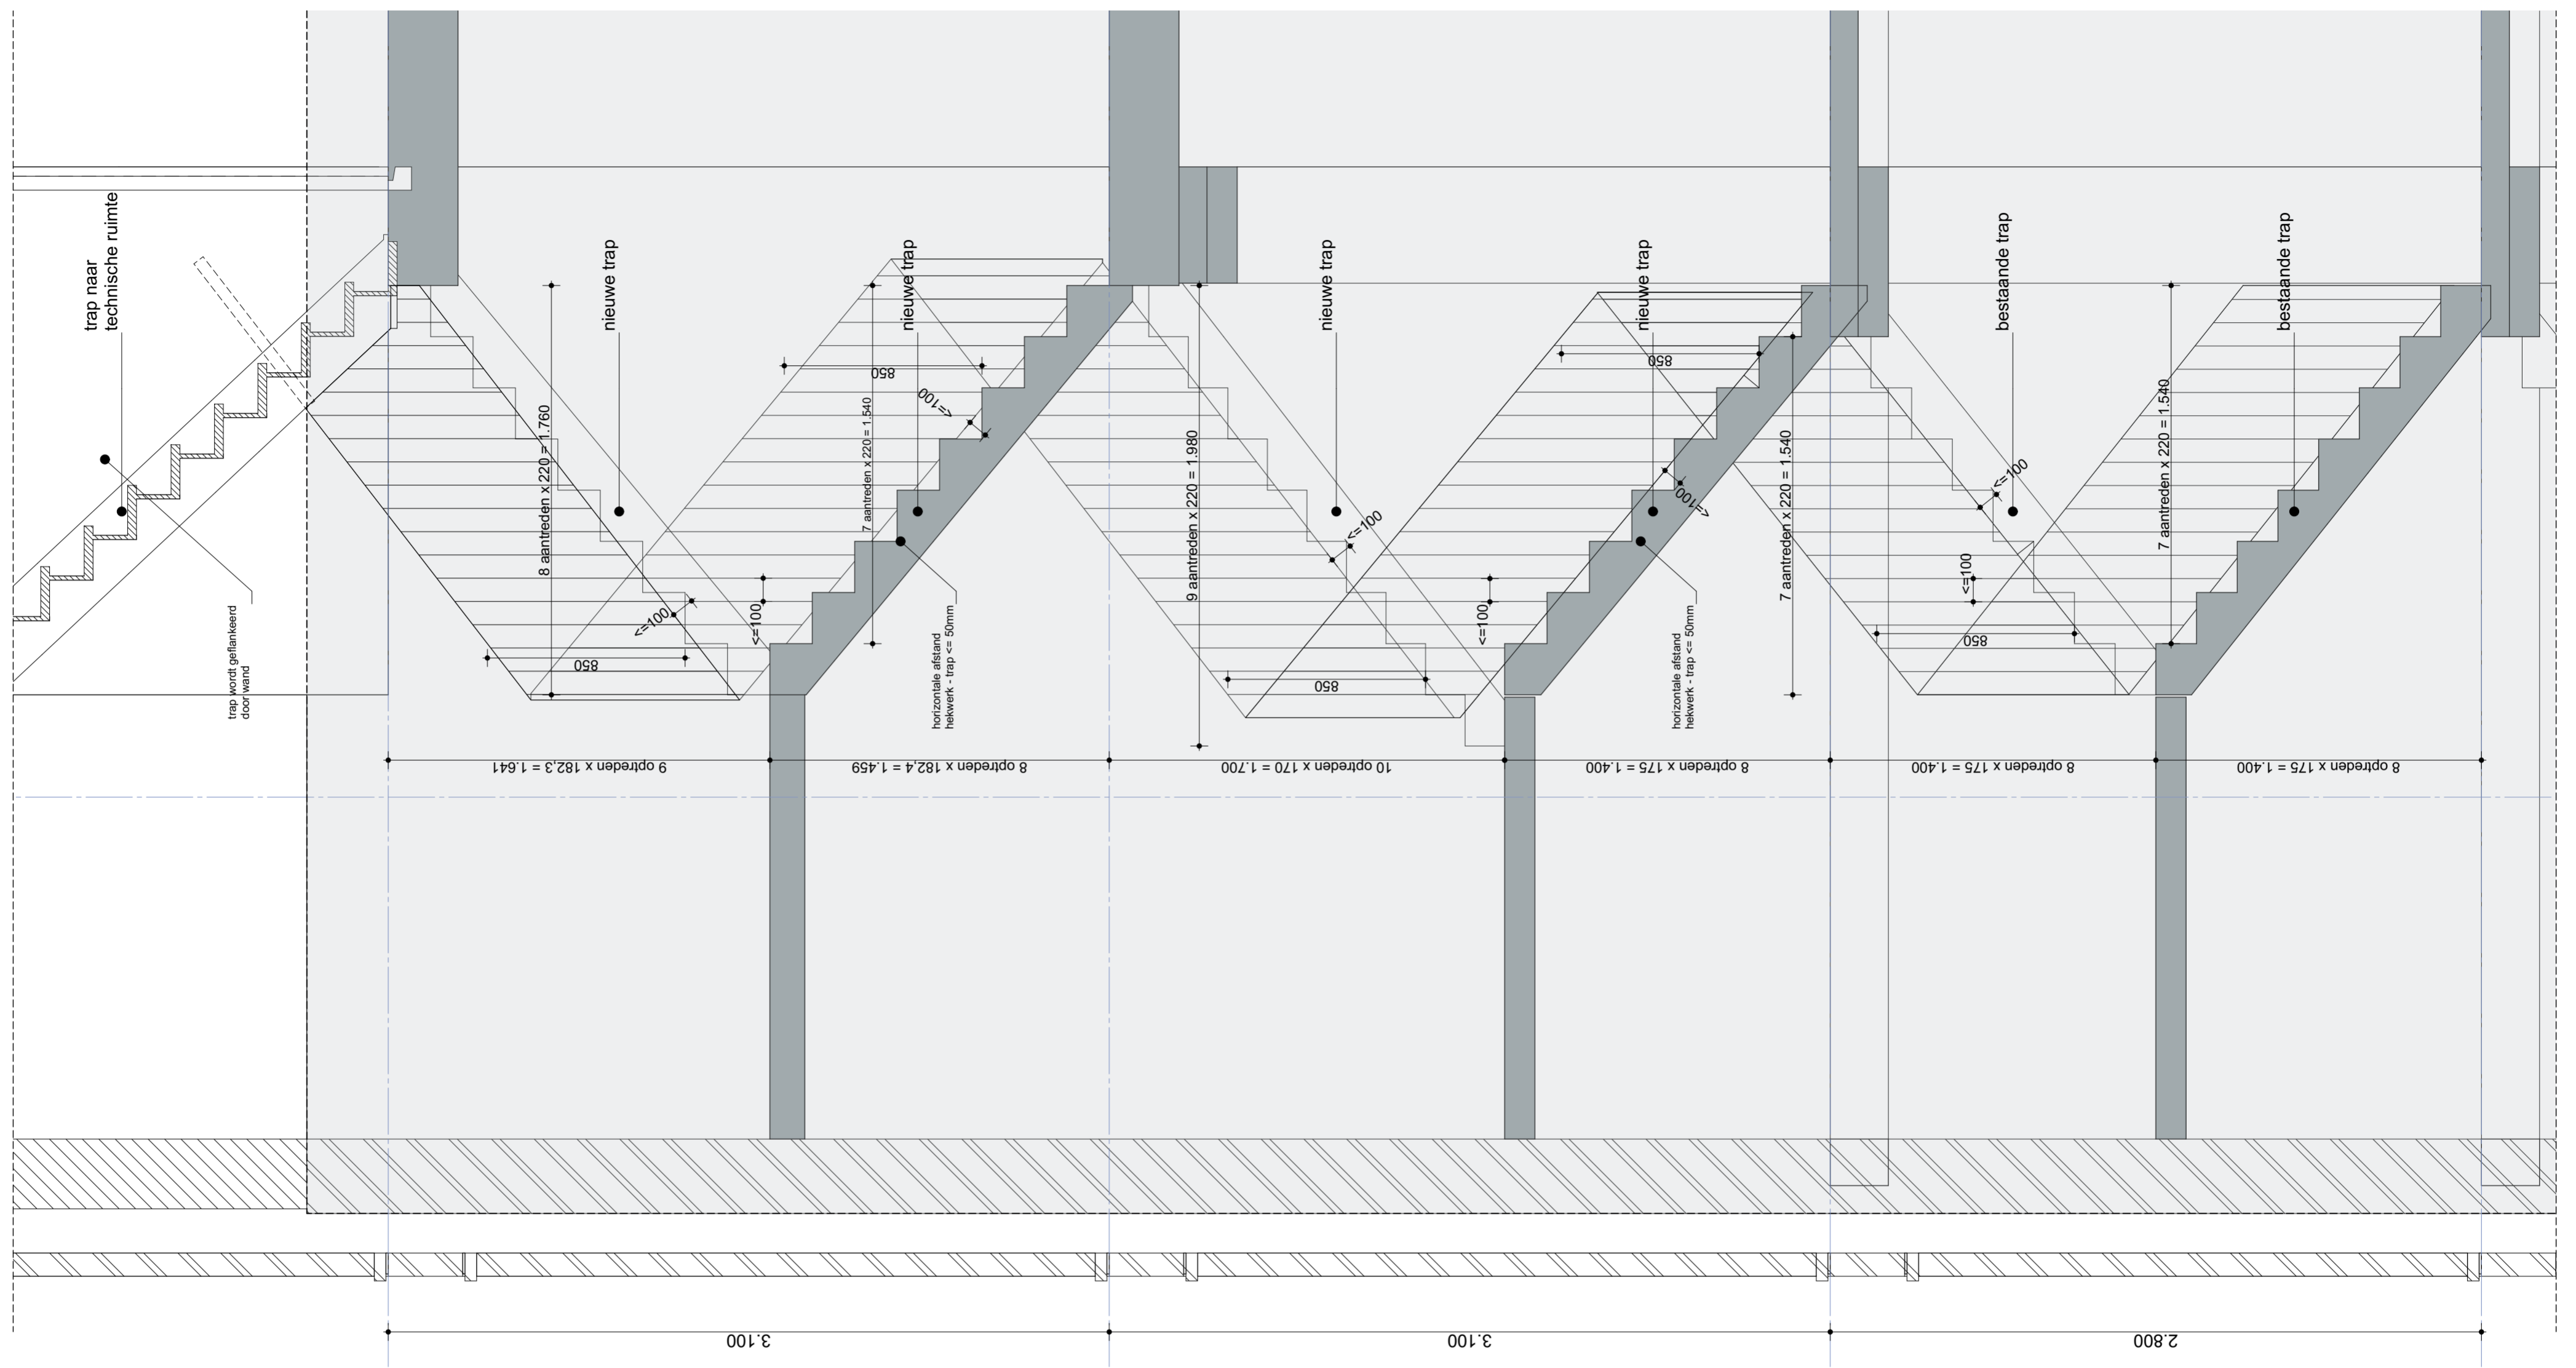 trap naar
technische ruimte
nieuwe trap
nieuwe trap
nieuwe trap
nieuwe trap
bestaande trap
bestaande trap
8 aantreden x 220 = 1.760
7 aantreden x 220 = 1.540
9 aantreden x 220 = 1.980
7 aantreden x 220 = 1.540
7 aantreden x 220 = 1.540
850
850
850
850
850
<=100
<=100
<=100
<=100
<=100
<=100
<=100
<=100
trap wordt geflankeerd
door wand
horizontale afstand
hekwerk - trap <= 50mm
horizontale afstand
hekwerk - trap <= 50mm
9 optreden x 182,3 = 1.641
8 optreden x 182,4 = 1.459
10 optreden x 170 = 1.700
8 optreden x 175 = 1.400
8 optreden x 175 = 1.400
8 optreden x 175 = 1.400
3.100
3.100
2.800